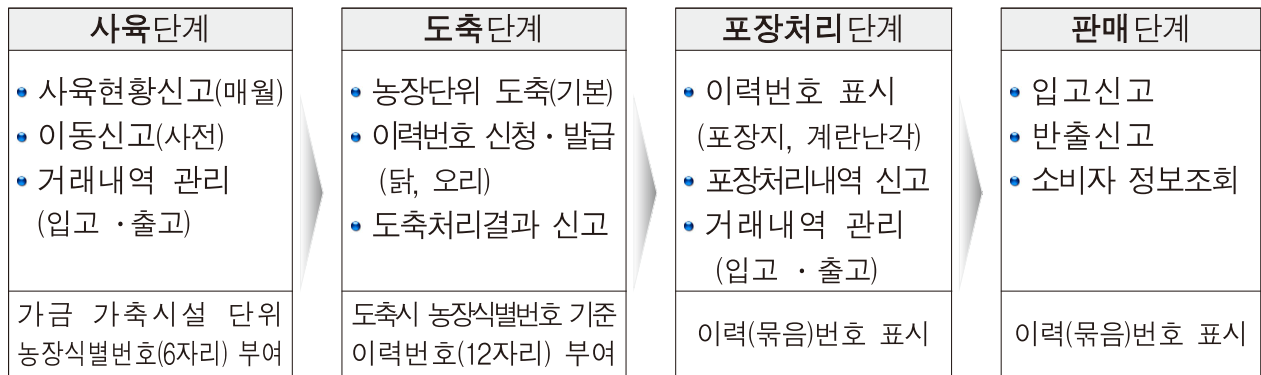 사육단계
• 사육현황신고(매월)
• 이동신고(사전)
• 거래내역 관리
(입고 · 출고)
가금 가축시설 단위
농장식별번호(6자리) 부여
도축단계
• 농장단위 도축(기본)
• 이력번호 신청 · 발급
(닭, 오리)
• 도축처리결과 신고
도축시 농장식별번호 기준
이력번호(12자리) 부여
포장처리단계
• 이력번호 표시
(포장지, 계란난각)
• 포장처리내역 신고
• 거래내역 관리
(입고 · 출고)
이력(묶음)번호 표시
판매단계
• 입고신고
• 반출신고
• 소비자 정보조회
이력(묶음)번호 표시